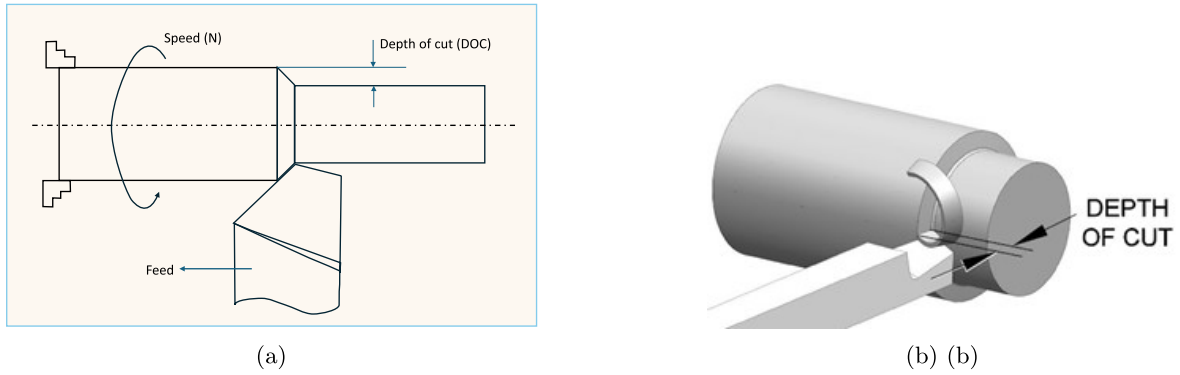 Speed (N)
Depth of cut (DOC)
Feed
DEPTH
OF CUT
(a)
(b) (b)